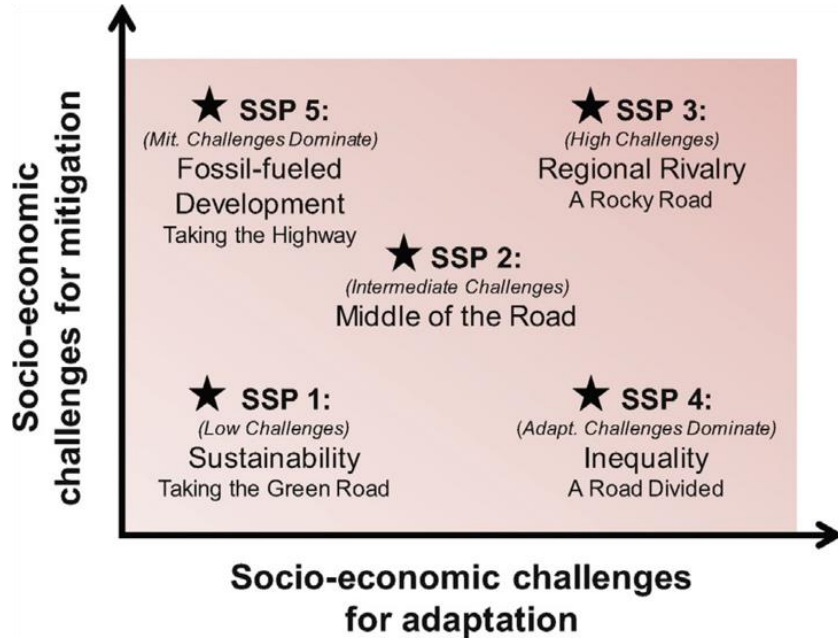 Socio-economic
challenges for mitigation
SSP 5:
(Mit. Challenges Dominate)
Fossil-fueled
Development
Taking the Highway
SSP 3:
(High Challenges)
Regional Rivalry
A Rocky Road
SSP 2:
(Intermediate Challenges)
Middle of the Road
SSP 1:
(Low Challenges)
Sustainability
Taking the Green Road
SSP 4:
(Adapt. Challenges Dominate)
Inequality
A Road Divided
Socio-economic challenges
for adaptation